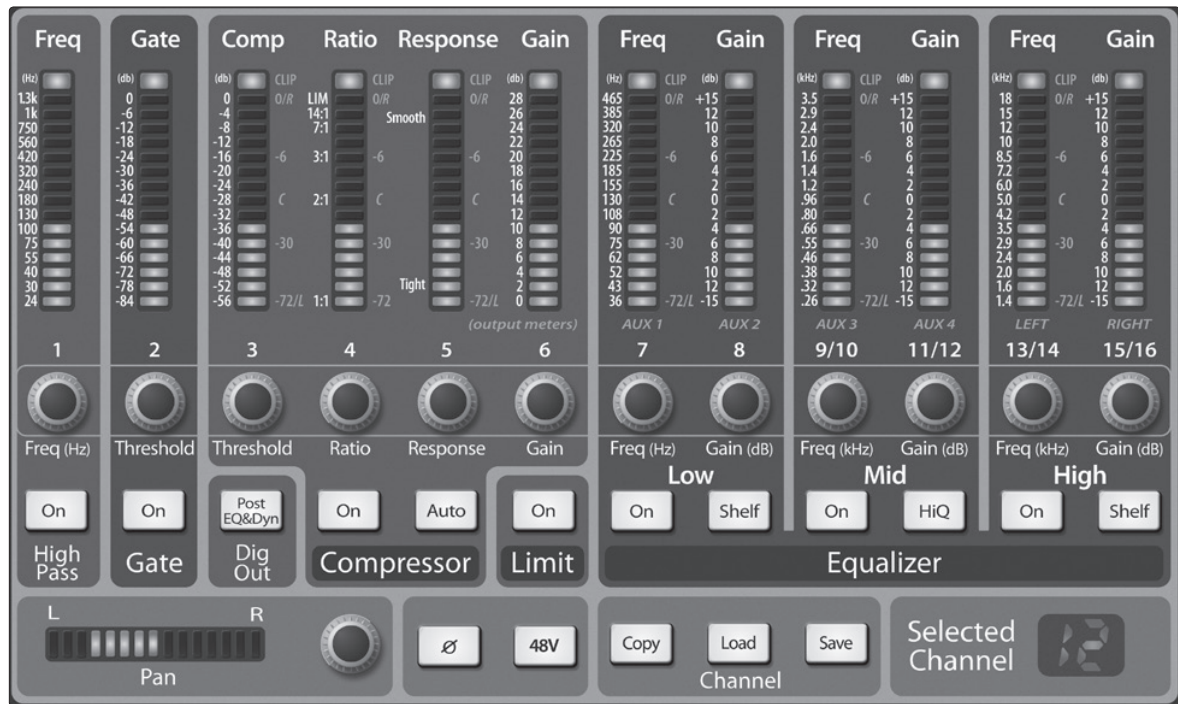 Freq Gate Comp Ratio Response Gain Freq Gain Freq Gain Freq Gain
(Hz) (db) (db) CLIP CLIP CLIP (db) (Hz) CLIP (db) (kHz) CLIP (db) (kHz) CLIP (db)
1.3k 0 0 0/R LIM 0/R 0/R 28 465 0/R +15 3.5 0/R +15 18 0/R +15
1k -6 -4 14:1 Smooth 26 385 12 2.9 12 15 12
750 -12 -8 7:1 24 320 10 2.4 10 12 10
560 -18 -12 22 265 8 2.0 8 10 8
420 -24 -16 -6 3:1 -6 -6 20 225 -6 6 1.6 -6 6 8.5 -6 6
320 -30 -20 18 185 4 1.4 4 7.2 4
240 -36 -24 16 155 2 1.2 2 6.0 2
180 -42 -28 C 2:1 C C 14 130 C 0 .96 C 0 5.0 C 0
130 -48 -32 12 108 2 .80 2 4.2 2
100 -54 -36 10 90 4 .66 4 3.5 4
75 -60 -40 -30 -30 -30 8 75 -30 6 .55 -30 6 2.9 -30 6
55 -66 -44 6 62 8 .46 8 2.4 8
40 -72 -48 Tight 4 52 10 .38 10 2.0 10
30 -78 -52 2 43 12 .32 12 1.6 12
24 -84 -56 -72/L 1:1 -72 -72/L 0 36 -72/L -15 .26 -72/L -15 1.4 -72/L -15
(output meters) AUX 1 AUX 2 AUX 3 AUX 4 LEFT RIGHT
1 2 3 4 5 6 7 8 9/10 11/12 13/14 15/16
Freq (Hz) Threshold Threshold Ratio Response Gain Freq (Hz) Gain (dB) Freq (kHz) Gain (dB) Freq (kHz) Gain (dB)
Low Mid High
On On Post EQ&Dyn On Auto On On Shelf On HiQ On Shelf
High Pass Gate Dig Out Compressor Limit Equalizer
L R
Pan
Ø 48V
Copy Load Save
Channel
Selected Channel
12